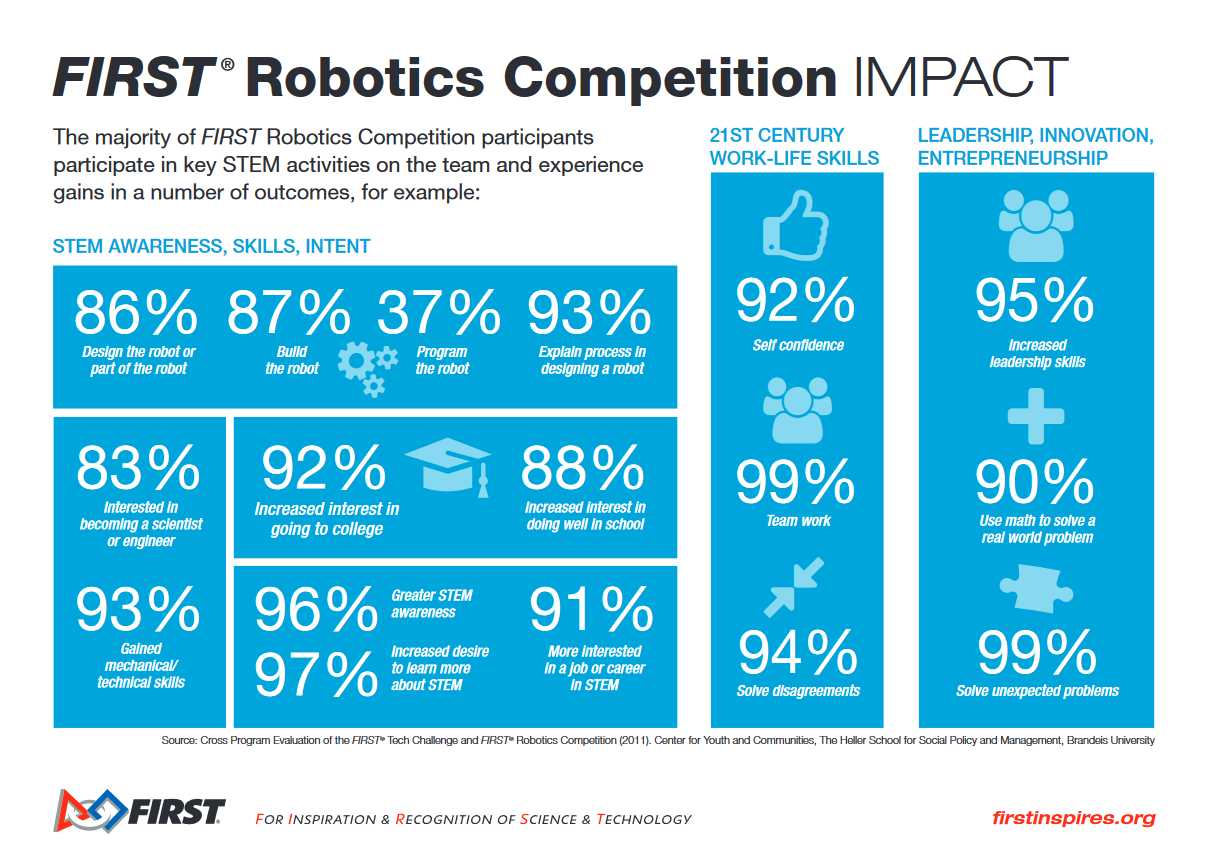 FIRST® Robotics Competition IMPACT
The majority of FIRST Robotics Competition participants
participate in key STEM activities on the team and experience
gains in a number of outcomes, for example:
STEM AWARENESS, SKILLS, INTENT
86%
Design the robot or
part of the robot
87%
Build
the robot
37%
Program
the robot
93%
Explain process in
designing a robot
83%
Interested in
becoming a scientist
or engineer
93%
Gained
mechanical/
technical skills
92%
Increased interest in
going to college
88%
Increased interest in
doing well in school
96%
Greater STEM
awareness
97%
Increased desire
to learn more
about STEM
91%
More interested
in a job or career
in STEM
21ST CENTURY
WORK-LIFE SKILLS
92%
Self confidence
99%
Team work
94%
Solve disagreements
LEADERSHIP, INNOVATION,
ENTREPRENEURSHIP
95%
Increased
leadership skills
90%
Use math to solve a
real world problem
99%
Solve unexpected problems
Source: Cross Program Evaluation of the FIRST® Tech Challenge and FIRST® Robotics Competition (2011). Center for Youth and Communities, The Heller School for Social Policy and Management, Brandeis University
FIRST®
FOR INSPIRATION & RECOGNITION OF SCIENCE & TECHNOLOGY
firstinspires.org